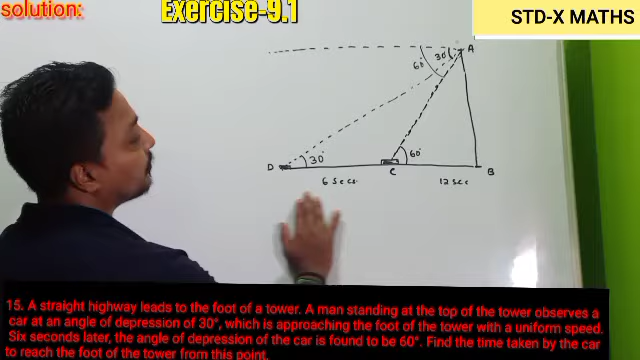 solution:
Exercise-9.1
STD-X MATHS
A
30°
60°
30°
60°
D
C
B
6 secs
12 sec
15. A straight highway leads to the foot of a tower. A man standing at the top of the tower observes a
car at an angle of depression of 30°, which is approaching the foot of the tower with a uniform speed.
Six seconds later, the angle of depression of the car is found to be 60°. Find the time taken by the car
to reach the foot of the tower from this point.